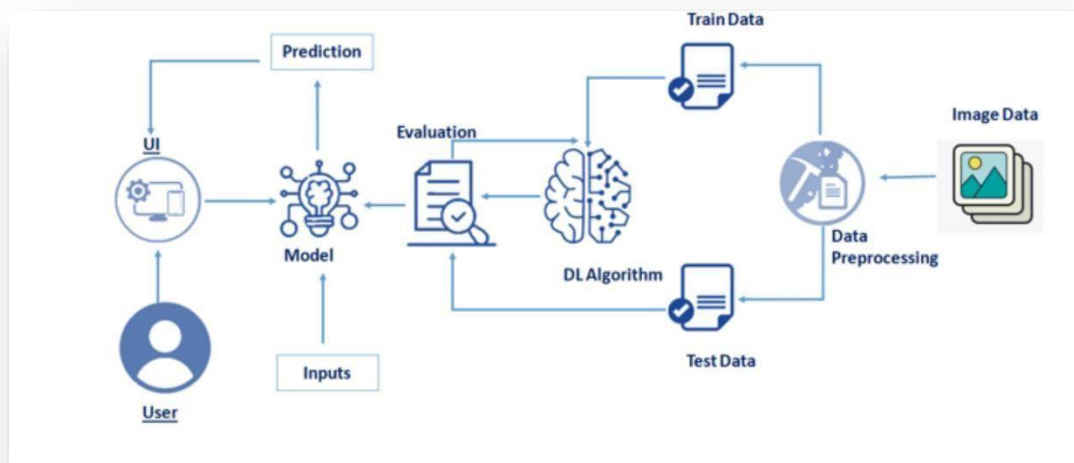 Train Data
Prediction
Image Data
Evaluation
UI
Model
Data
Preprocessing
DL Algorithm
Test Data
Inputs
User